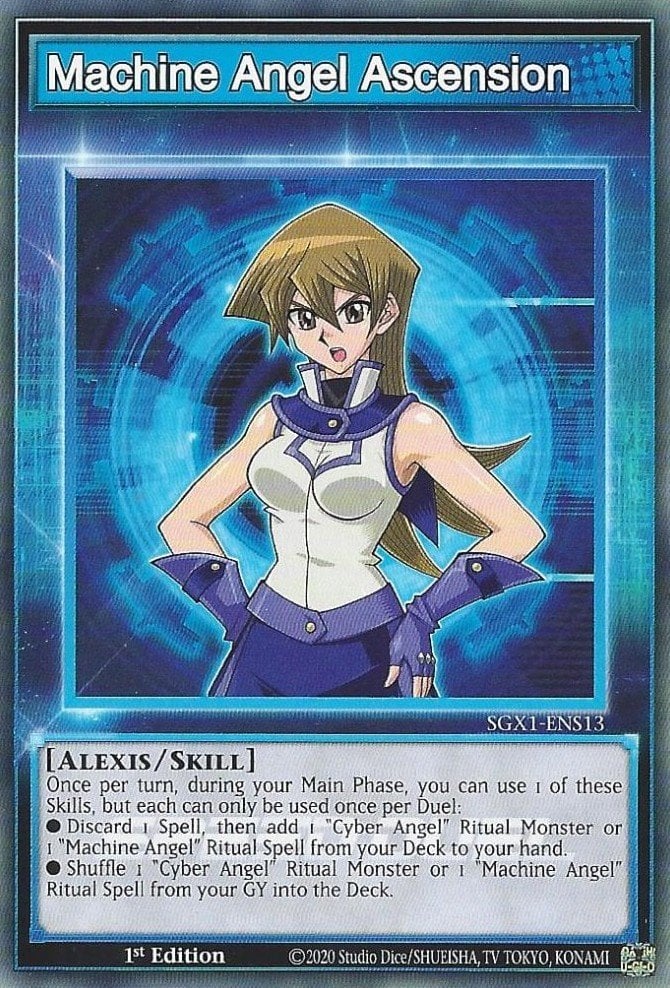 Machine Angel Ascension
SGX1-ENS13
[ALEXIS/SKILL]
Once per turn, during your Main Phase, you can use 1 of these
Skills, but each can only be used once per Duel:
● Discard 1 Spell, then add 1 "Cyber Angel" Ritual Monster or
1 "Machine Angel" Ritual Spell from your Deck to your hand.
● Shuffle 1 "Cyber Angel" Ritual Monster or 1 "Machine Angel"
Ritual Spell from your GY into the Deck.
1st Edition
©2020 Studio Dice/SHUEISHA, TV TOKYO, KONAMI